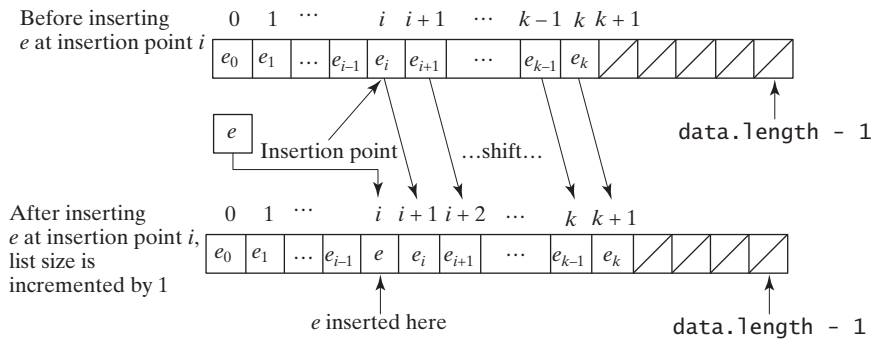 Before inserting
e at insertion point i
0 1 ... i i + 1 ... k – 1 k k + 1
e0 e1 ... ei–1 ei ei+1 ... ek–1 ek
e
Insertion point
...shift...
data.length - 1
After inserting
e at insertion point i,
list size is
incremented by 1
0 1 ... i i + 1 i + 2 ... k k + 1
e0 e1 ... ei–1 e ei ei+1 ... ek–1 ek
e inserted here
data.length - 1